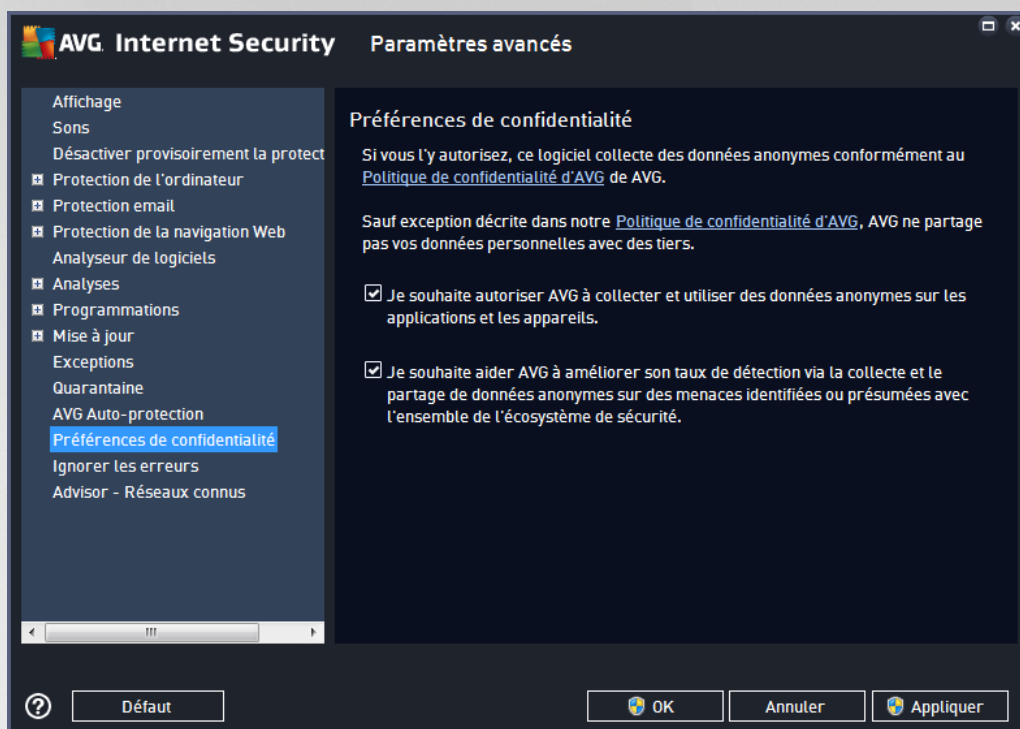 AVG. Internet Security
Paramètres avancés
Affichage
Sons
Désactiver provisoirement la protect
Protection de l'ordinateur
Protection email
Protection de la navigation Web
Analyseur de logiciels
Analyses
Programmations
Mise à jour
Exceptions
Quarantaine
AVG Auto-protection
Préférences de confidentialité
Ignorer les erreurs
Advisor - Réseaux connus
Préférences de confidentialité
Si vous l'y autorisez, ce logiciel collecte des données anonymes conformément au
Politique de confidentialité d'AVG de AVG.
Sauf exception décrite dans notre Politique de confidentialité d'AVG, AVG ne partage
pas vos données personnelles avec des tiers.
Je souhaite autoriser AVG à collecter et utiliser des données anonymes sur les
applications et les appareils.
Je souhaite aider AVG à améliorer son taux de détection via la collecte et le
partage de données anonymes sur des menaces identifiées ou présumées avec
l'ensemble de l'écosystème de sécurité.
Défaut
OK
Annuler
Appliquer